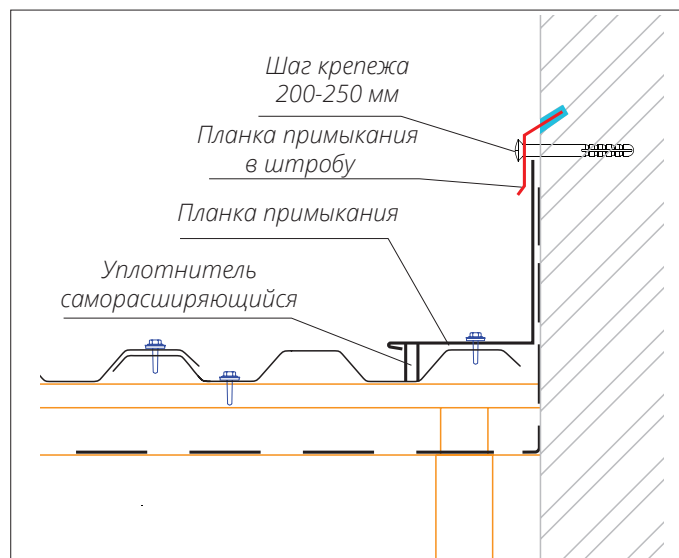 Шаг крепежа
200-250 мм
Планка примыкания
в штробу
Планка примыкания
Уплотнитель
саморасширяющийся